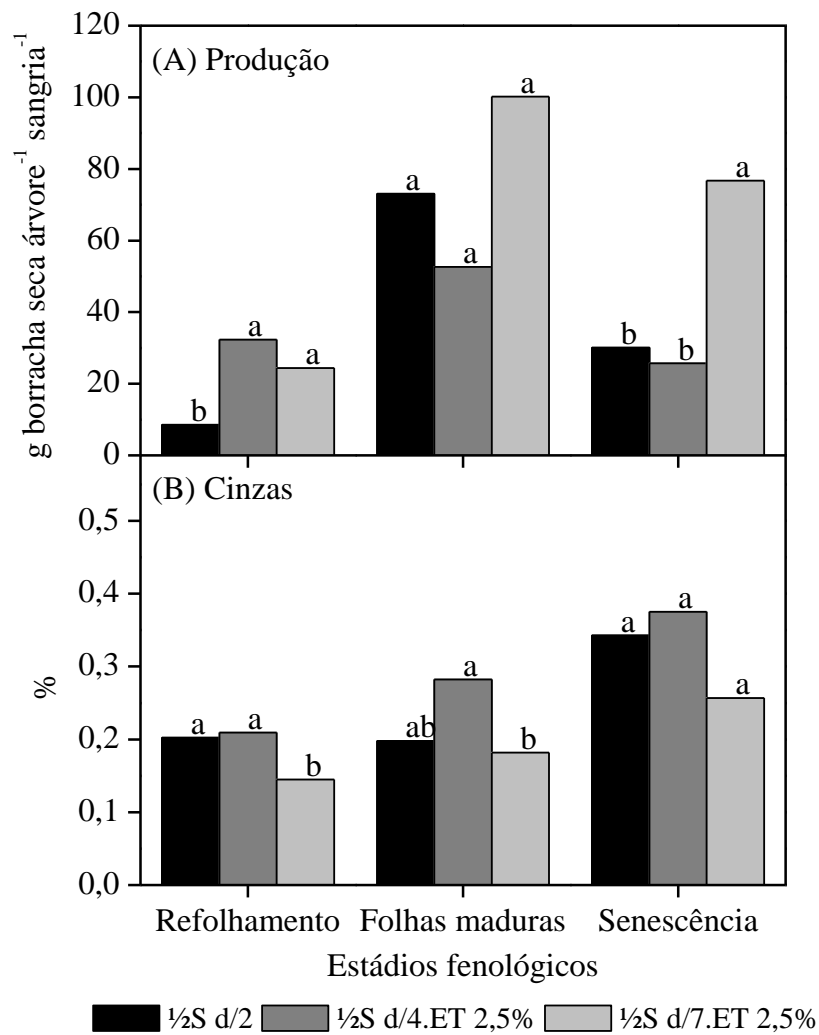 g borracha seca árvore⁻¹ sangria⁻¹
120
100
80
60
40
20
0
(A) Produção
b
a
a
a
a
a
b
b
a
%
0,5
0,4
0,3
0,2
0,1
0,0
(B) Cinzas
a
a
b
ab
a
b
a
a
a
Refolhamento Folhas maduras Senescência
Estádios fenológicos
½S d/2 ½S d/4.ET 2,5% ½S d/7.ET 2,5%